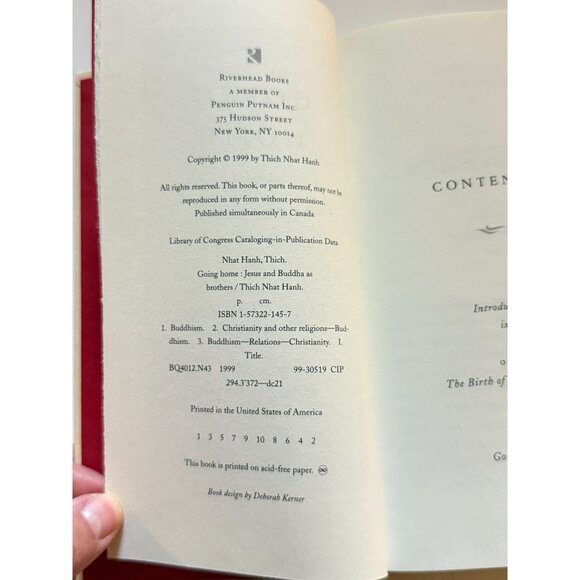 R
RIVERHEAD BOOKS
A MEMBER OF
PENGUIN PUTNAM INC.
375 HUDSON STREET
NEW YORK, NY 10014
Copyright © 1999 by Thich Nhat Hanh
All rights reserved. This book, or parts thereof, may not be
reproduced in any form without permission.
Published simultaneously in Canada
Library of Congress Cataloging-in-Publication Data
Nhat Hanh, Thich.
Going home : Jesus and Buddha as
brothers / Thich Nhat Hanh.
p. cm.
ISBN 1-57322-145-7
1. Buddhism. 2. Christianity and other religions—Bud-
dhism. 3. Buddhism—Relations—Christianity. I.
Title.
BQ4012.N43 1999 99-30519 CIP
294.3'372—dc21
Printed in the United States of America
1 3 5 7 9 10 8 6 4 2
This book is printed on acid-free paper. ♾
Book design by Deborah Kerner
CONTEN
Introdu
ix
The Birth of
Go